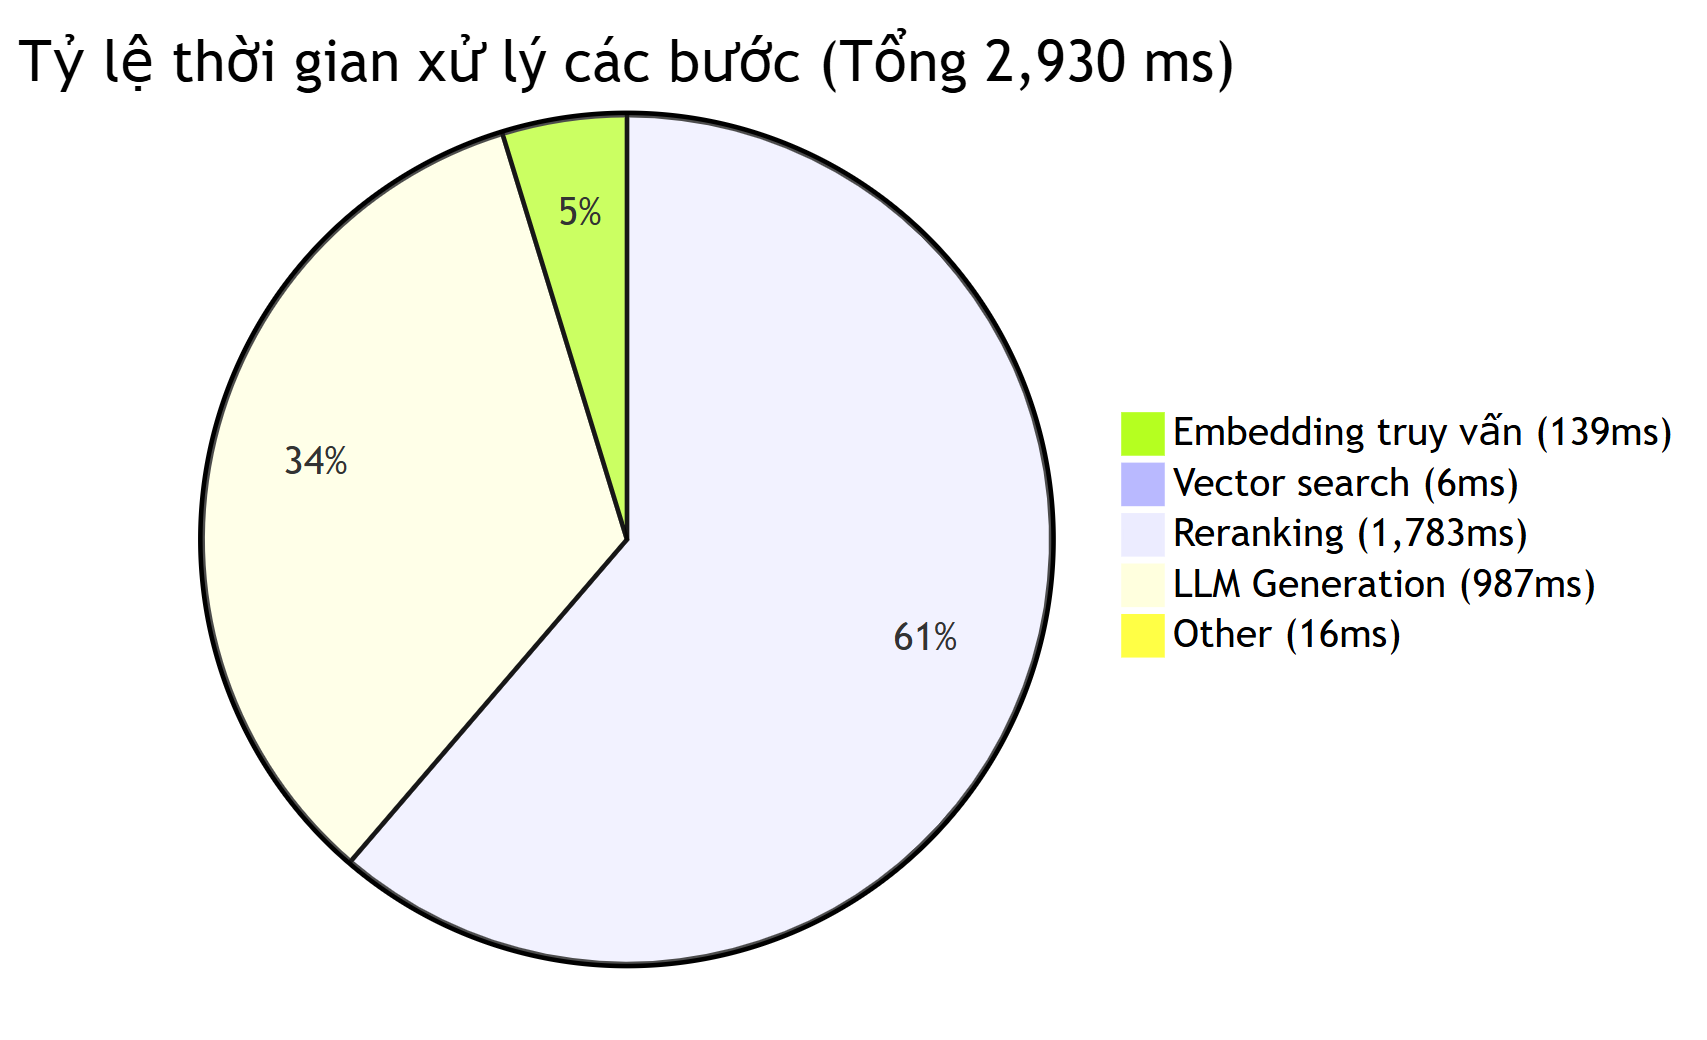 Tỷ lệ thời gian xử lý các bước (Tổng 2,930 ms)
5%
34%
61%
Embedding truy vấn (139ms)
Vector search (6ms)
Reranking (1,783ms)
LLM Generation (987ms)
Other (16ms)